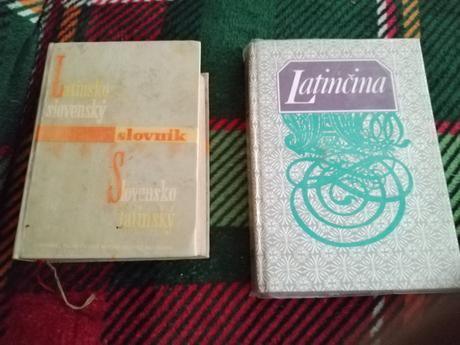 Latinsko
slovenský
slovník
Slovensko
latinský
Latinčina